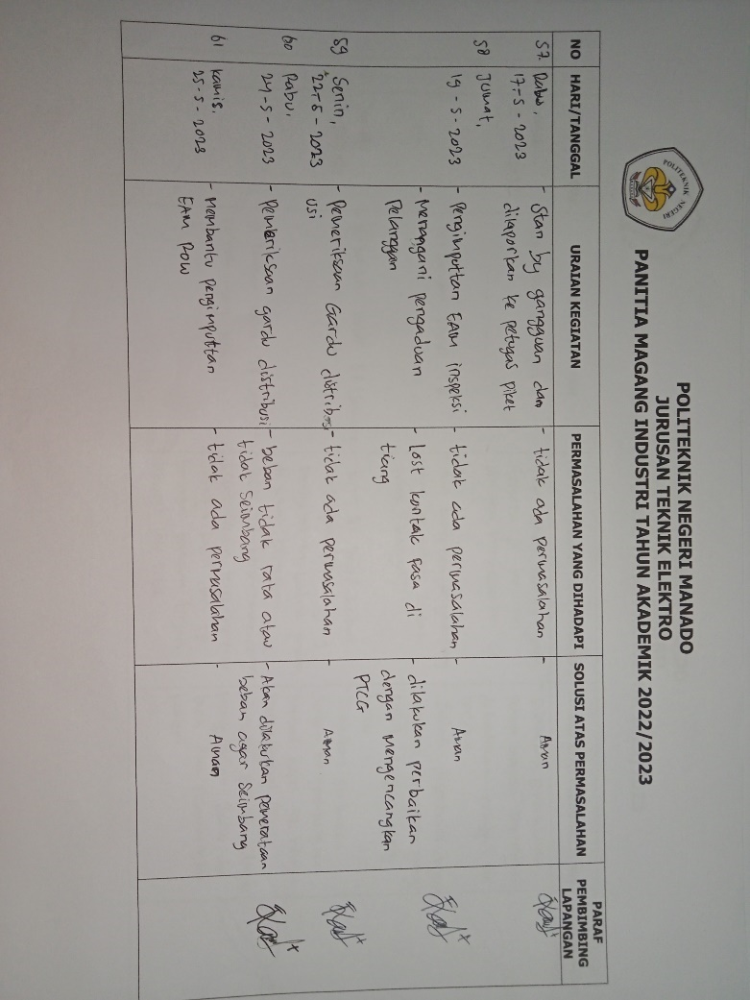 POLITEKNIK NEGERI
POLITEKNIK NEGERI MANADO
JURUSAN TEKNIK ELEKTRO
PANITIA MAGANG INDUSTRI TAHUN AKADEMIK 2022/2023
NO HARI/TANGGAL URAIAN KEGIATAN PERMASALAHAN YANG DIHADAPI SOLUSI ATAS PERMASALAHAN PARAF PEMBIMBING LAPANGAN
57. Rabu, - Stan by gangguan dan - tidak ada permasalahan - Aman
17-5-2023 dilaporkan ke petugas piket
58 Jumat,
19-5-2023 - Pengimputtan EAM inspeksi - tidak ada permasalahan - Aman
- Menangani pengaduan - Lost kontak fasa di - dilakukan perbaikan
Pelanggan tiang dengan mengencangkan
PTCG
59 Senin, - Pemeriksaan Gardu distribusi - tidak ada permasalahan - Aman
22-5-2023 usi
60 Rabu,
24-5-2023 - Pemeriksaan gardu distribusi - beban tidak rata atau - Akan dilakukan pemerataan
tidak seimbang beban agar seimbang
61 Kamis, - Membantu pengimputtan - tidak ada permasalahan - Aman
25-5-2023 EAM ROW